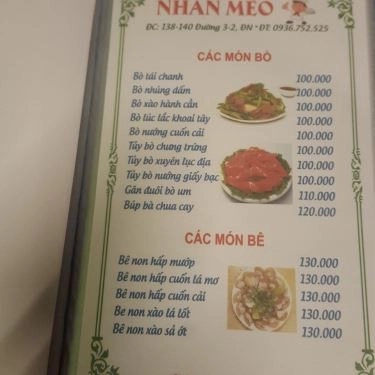 NHÀN MÉO
ĐC: 138-140 Đường 3-2, ĐN * ĐT: 0936.752.525
CÁC MÓN BÒ
Bò tái chanh 100.000
Bò nhúng dấm 100.000
Bò xào hành cần 100.000
Bò lúc lắc khoai tây 100.000
Bò nướng cuốn cải 100.000
Tủy bò chưng trứng 100.000
Tủy bò xuyên lục địa 100.000
Tủy bò nướng giấy bạc 100.000
Gân đuôi bò um 110.000
Búp bà chua cay 120.000
CÁC MÓN BÊ
Bê non hấp mướp 130.000
Bê non hấp cuốn lá mơ 130.000
Bê non hấp cuốn cải 130.000
Be non xào lá lốt 130.000
Bê non xào sả ớt 130.000